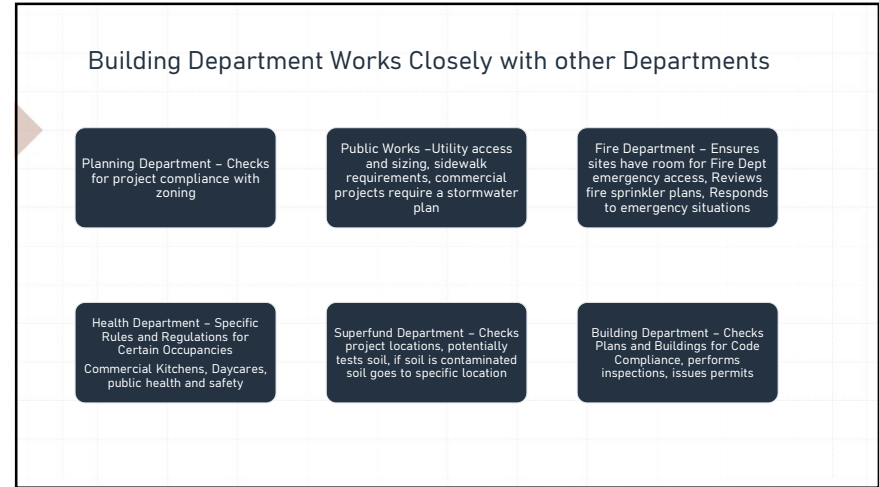 Building Department Works Closely with other Departments
Planning Department – Checks
for project compliance with
zoning
Public Works –Utility access
and sizing, sidewalk
requirements, commercial
projects require a stormwater
plan
Fire Department – Ensures
sites have room for Fire Dept
emergency access, Reviews
fire sprinkler plans, Responds
to emergency situations
Health Department – Specific
Rules and Regulations for
Certain Occupancies
Commercial Kitchens, Daycares,
public health and safety
Superfund Department – Checks
project locations, potentially
tests soil, if soil is contaminated
soil goes to specific location
Building Department – Checks
Plans and Buildings for Code
Compliance, performs
inspections, issues permits